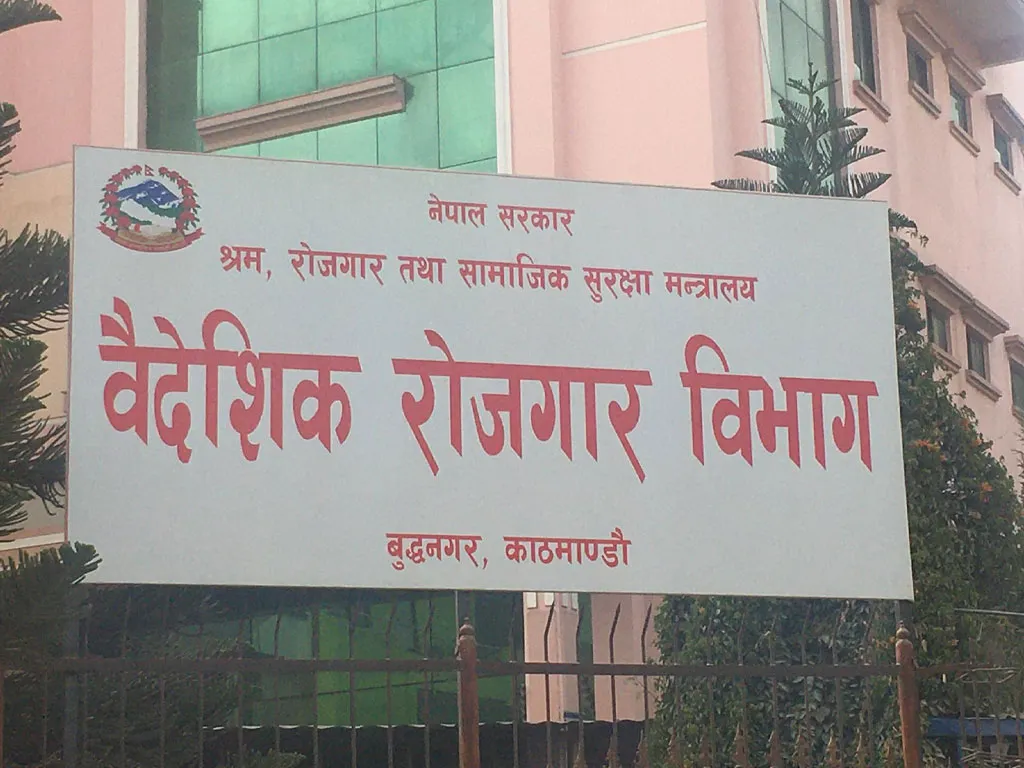 नेपाल सरकार
श्रम, रोजगार तथा सामाजिक सुरक्षा मन्त्रालय
वैदेशिक रोजगार विभाग
बुद्धनगर, काठमाण्डौ